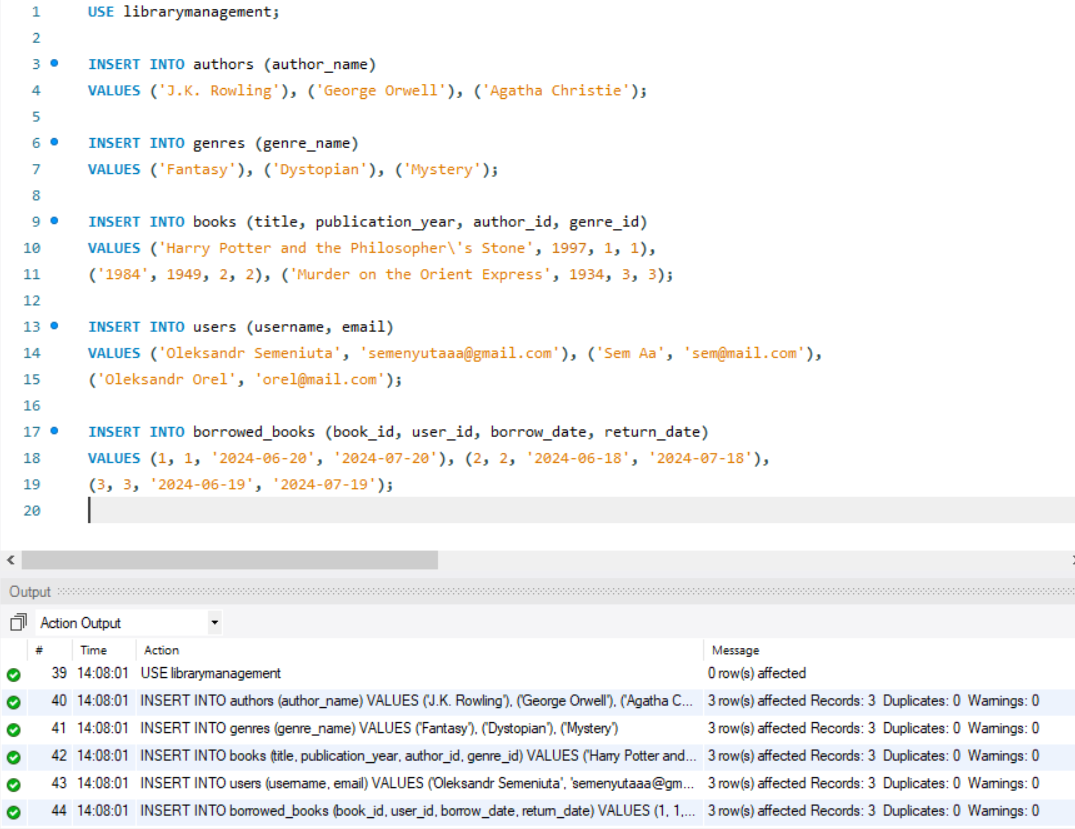 1 USE librarymanagement;
2
3 INSERT INTO authors (author_name)
4 VALUES ('J.K. Rowling'), ('George Orwell'), ('Agatha Christie');
5
6 INSERT INTO genres (genre_name)
7 VALUES ('Fantasy'), ('Dystopian'), ('Mystery');
8
9 INSERT INTO books (title, publication_year, author_id, genre_id)
10 VALUES ('Harry Potter and the Philosopher\'s Stone', 1997, 1, 1),
11 ('1984', 1949, 2, 2), ('Murder on the Orient Express', 1934, 3, 3);
12
13 INSERT INTO users (username, email)
14 VALUES ('Oleksandr Semeniuta', 'semenyutaaa@gmail.com'), ('Sem Aa', 'sem@mail.com'),
15 ('Oleksandr Orel', 'orel@mail.com');
16
17 INSERT INTO borrowed_books (book_id, user_id, borrow_date, return_date)
18 VALUES (1, 1, '2024-06-20', '2024-07-20'), (2, 2, '2024-06-18', '2024-07-18'),
19 (3, 3, '2024-06-19', '2024-07-19');
20
Output
Action Output
# Time Action Message
39 14:08:01 USE librarymanagement 0 row(s) affected
40 14:08:01 INSERT INTO authors (author_name) VALUES ('J.K. Rowling'), ('George Orwell'), ('Agatha C... 3 row(s) affected Records: 3 Duplicates: 0 Warnings: 0
41 14:08:01 INSERT INTO genres (genre_name) VALUES ('Fantasy'), ('Dystopian'), ('Mystery') 3 row(s) affected Records: 3 Duplicates: 0 Warnings: 0
42 14:08:01 INSERT INTO books (title, publication_year, author_id, genre_id) VALUES ('Harry Potter and... 3 row(s) affected Records: 3 Duplicates: 0 Warnings: 0
43 14:08:01 INSERT INTO users (username, email) VALUES ('Oleksandr Semeniuta', 'semenyutaaa@gm... 3 row(s) affected Records: 3 Duplicates: 0 Warnings: 0
44 14:08:01 INSERT INTO borrowed_books (book_id, user_id, borrow_date, return_date) VALUES (1, 1,... 3 row(s) affected Records: 3 Duplicates: 0 Warnings: 0